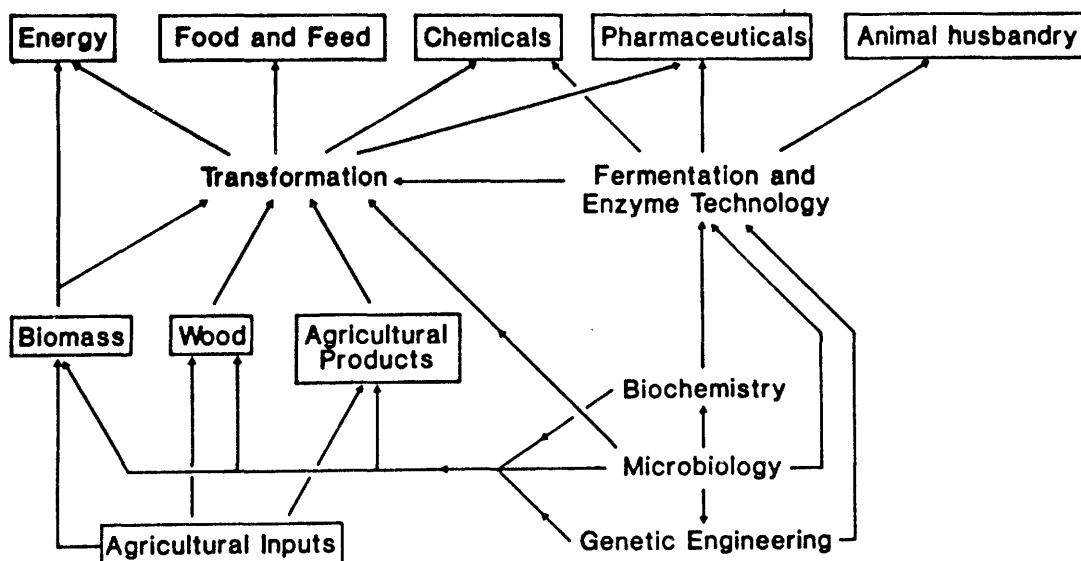 Energy
Food and Feed
Chemicals
Pharmaceuticals
Animal husbandry
Transformation
Fermentation and
Enzyme Technology
Biomass
Wood
Agricultural
Products
Biochemistry
Microbiology
Genetic Engineering
Agricultural Inputs